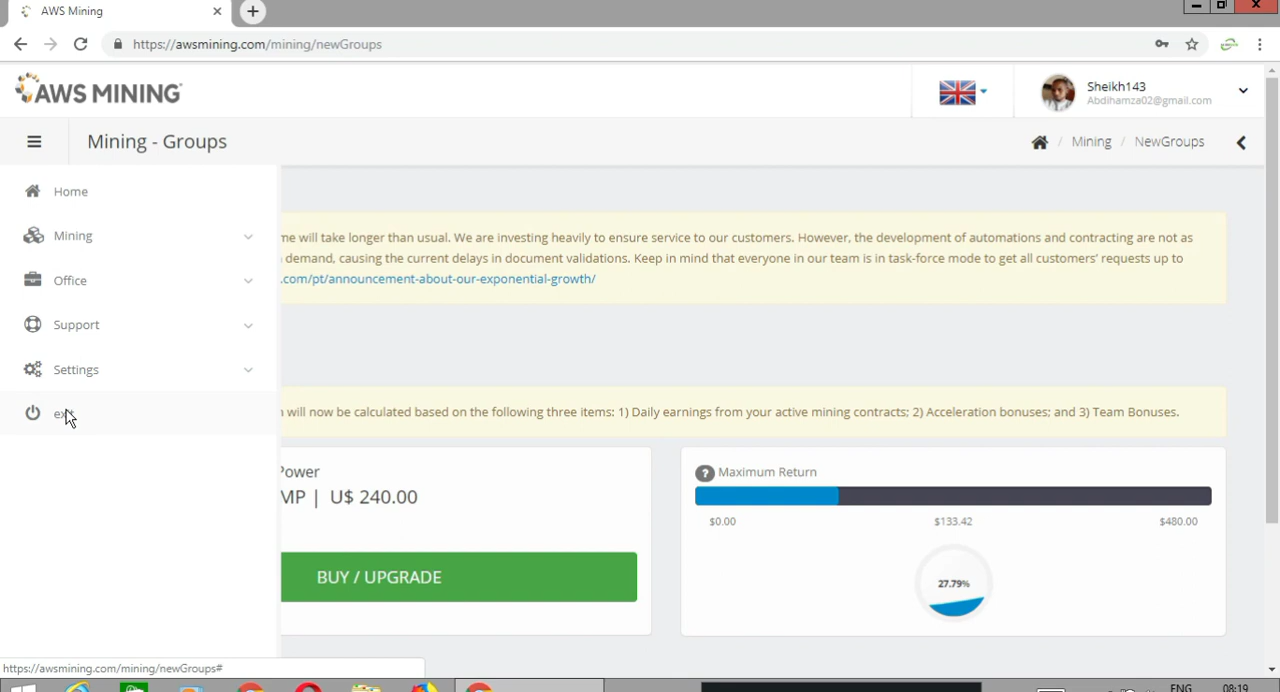 AWS Mining
https://awsmining.com/mining/newGroups
AWS MINING
Sheikh143
Abdihamza02@gmail.com
Mining - Groups
/ Mining / NewGroups
Home
Mining
Office
Support
Settings
me will take longer than usual. We are investing heavily to ensure service to our customers. However, the development of automations and contracting are not as
demand, causing the current delays in document validations. Keep in mind that everyone in our team is in task-force mode to get all customers' requests up to
.com/pt/announcement-about-our-exponential-growth/
will now be calculated based on the following three items: 1) Daily earnings from your active mining contracts; 2) Acceleration bonuses; and 3) Team Bonuses.
Power
MP | U$ 240.00
BUY / UPGRADE
? Maximum Return
$0.00 $133.42 $480.00
27.79%
https://awsmining.com/mining/newGroups#
ENG 08:19